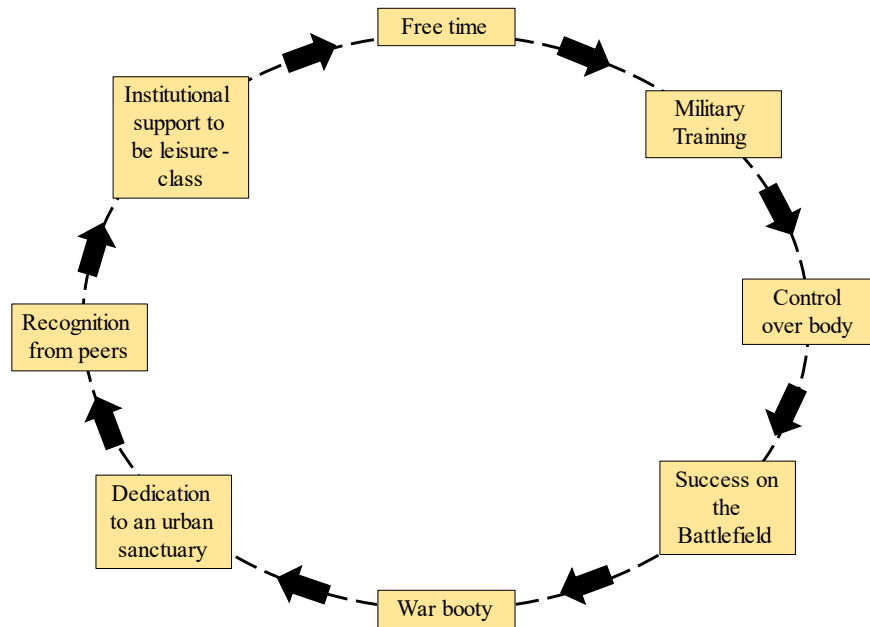 Free time
Military
Training
Control
over body
Success on
the
Battlefield
War booty
Dedication
to an urban
sanctuary
Recognition
from peers
Institutional
support to
be leisure-
class